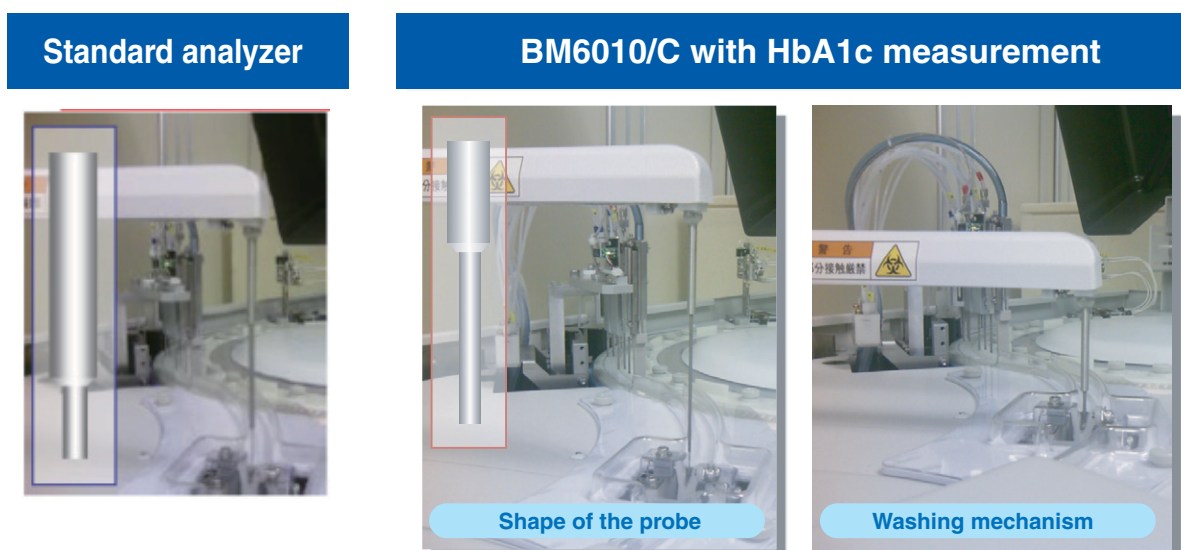 Standard analyzer
BM6010/C with HbA1c measurement
警告
分接触厳禁
Shape of the probe
Washing mechanism